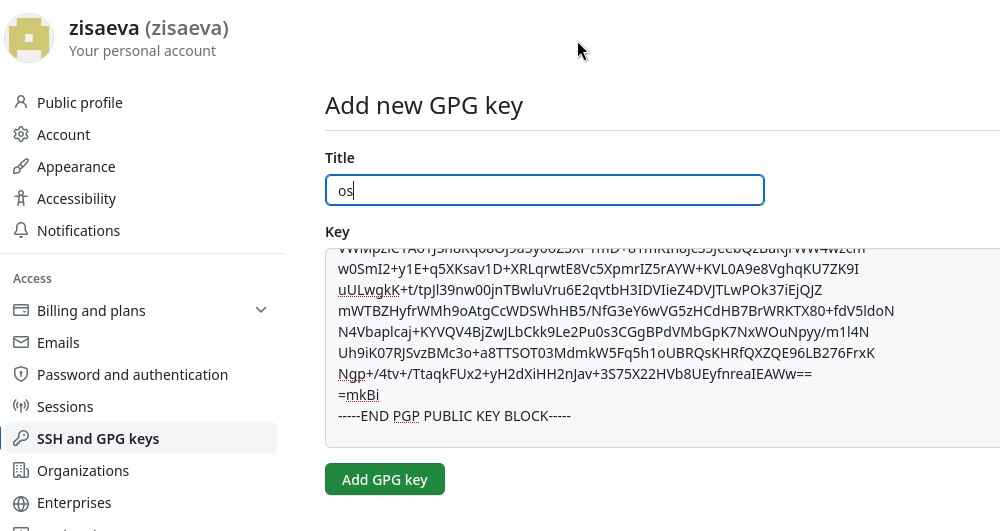 zisaeva (zisaeva)
Your personal account
Public profile
Account
Appearance
Accessibility
Notifications
Access
Billing and plans
Emails
Password and authentication
Sessions
SSH and GPG keys
Organizations
Enterprises
Add new GPG key
Title
os
Key
w0SmI2+y1E+q5XKsav1D+XRLqrwtE8Vc5XpmrIZ5rAYW+KVL0A9e8VghqKU7ZK9I
uULwgkK+t/tpJl39nw00jnTBwluVru6E2qvtbH3IDVIieZ4DVJTLwPOk37iEjQJZ
mWTBZHyfrWMh9oAtgCcWDSWhHB5/NfG3eY6wVG5zHCdHB7BrWRKTX80+fdV5ldoN
N4Vbaplcaj+KYVQV4BjZwJLbCkk9Le2Pu0s3CGgBPdVMbGpK7NxWOuNpyy/m1l4N
Uh9iK07RJSvzBMc3o+a8TTSOT03MdmkW5Fq5h1oUBRQsKHRfQXZQE96LB276FrxK
Ngp+/4tv+/TtaqkFUx2+yH2dXiHH2nJav+3S75X22HVb8UEyfnreaIEAWw==
=mkBi
-----END PGP PUBLIC KEY BLOCK-----
Add GPG key